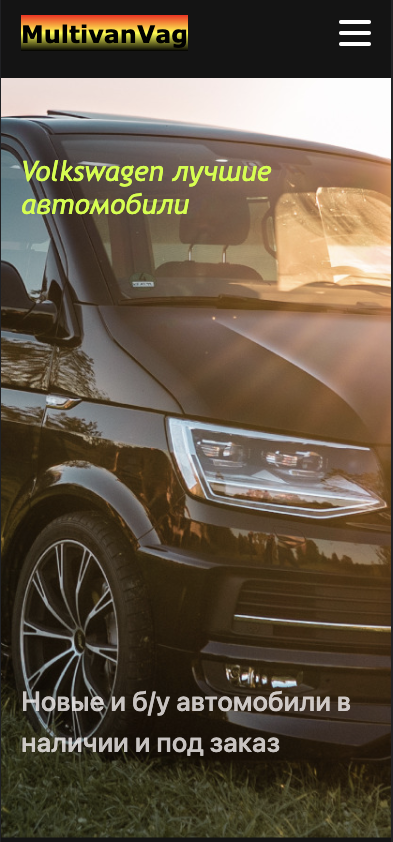 MultivanVag
Volkswagen лучшие
автомобили
Новые и б/у автомобили в
наличии и под заказ